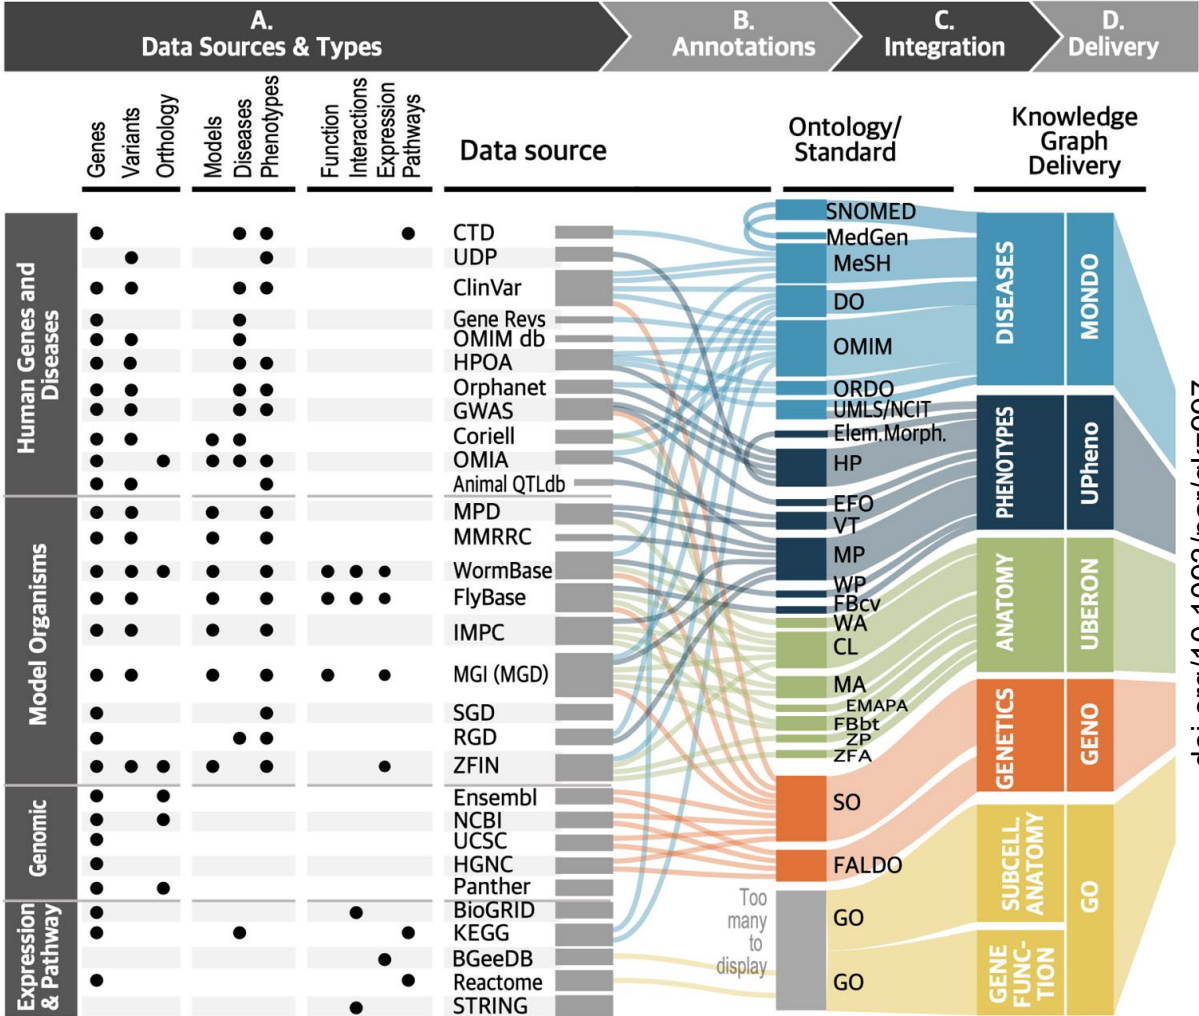 A.
Data Sources & Types
B.
Annotations
C.
Integration
D.
Delivery
Genes
Variants
Orthology
Models
Diseases
Phenotypes
Function
Interactions
Expression
Pathways
Data source
Ontology/
Standard
Knowledge
Graph
Delivery
Human Genes and
Diseases
CTD
UDP
ClinVar
Gene Revs
OMIM db
HPOA
Orphanet
GWAS
Coriell
OMIA
Animal QTLdb
Model Organisms
MPD
MMRRC
WormBase
FlyBase
IMPC
MGI (MGD)
SGD
RGD
ZFIN
Genomic
Ensembl
NCBI
UCSC
HGNC
Panther
Expression
& Pathway
BioGRID
KEGG
BGeeDB
Reactome
STRING
SNOMED
MedGen
MeSH
DO
OMIM
ORDO
UMLS/NCIT
Elem.Morph.
HP
EFO
VT
MP
WP
FBcv
WA
CL
MA
EMAPA
FBbt
ZP
ZFA
SO
FALDO
Too
many
to
display
GO
GO
DISEASES
MONDO
PHENOTYPES
UPheno
ANATOMY
UBERON
GENETICS
GENO
SUBCELL.
ANATOMY
GENE
FUNC-
TION
GO